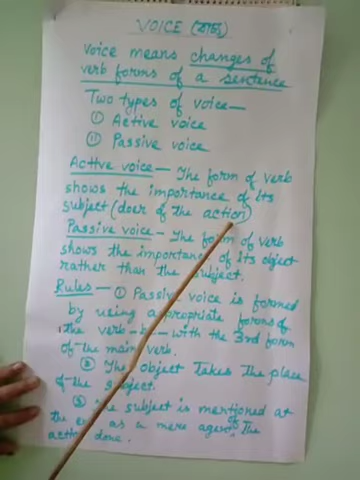 VOICE (বাচ্য)
Voice means changes of
verb forms of a sentence
Two types of voice—
(i) Active voice
(ii) Passive voice
Active voice — The form of verb
shows the importance of its
subject (doer of the action)
Passive voice - The form of verb
shows the importance of its object
rather than the subject.
Rules — ① Passive voice is formed
by using appropriate forms of
the verb - be - with the 3rd form
of the main verb.
② The object takes the place
of the subject.
③ The subject is mentioned at
the end as a mere agent of the
action done.